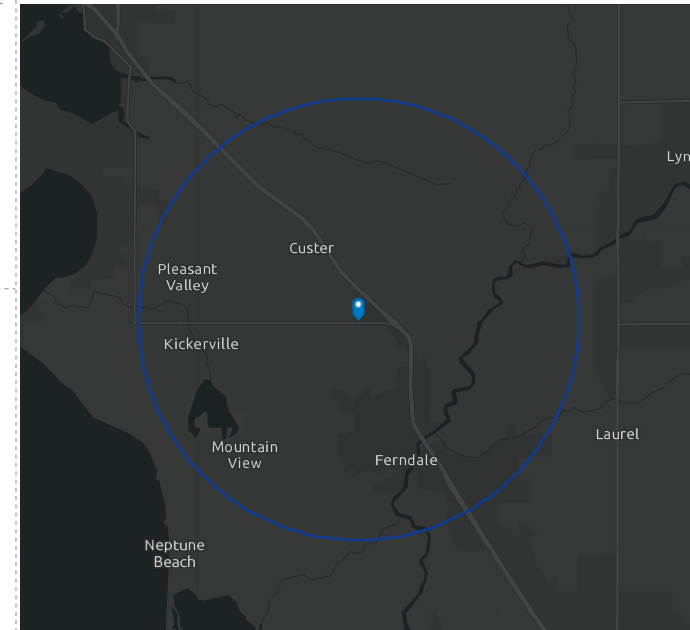 Lyn
Custer
Pleasant
Valley
Kickerville
Laurel
Mountain
View
Ferndale
Neptune
Beach